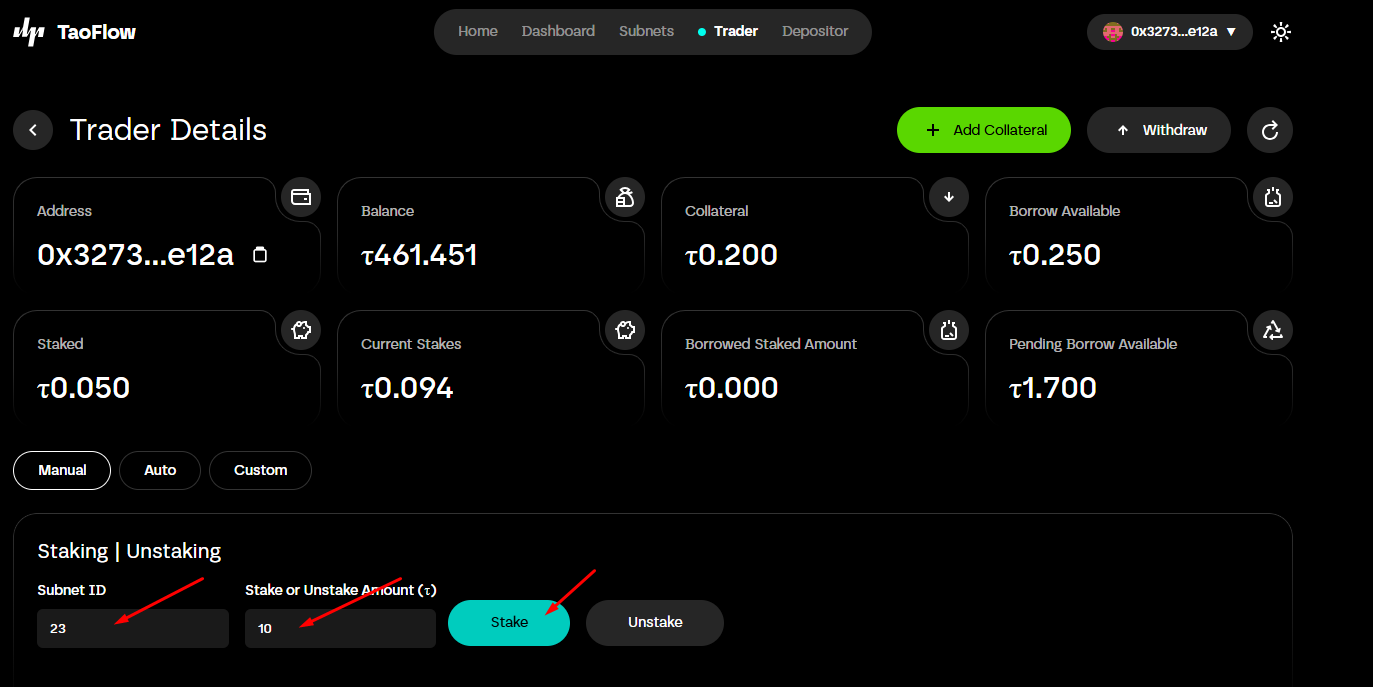 TaoFlow
Home Dashboard Subnets Trader Depositor
0x3273...e12a
Trader Details
+ Add Collateral
Withdraw
Address
0x3273...e12a
Balance
τ461.451
Collateral
τ0.200
Borrow Available
τ0.250
Staked
τ0.050
Current Stakes
τ0.094
Borrowed Staked Amount
τ0.000
Pending Borrow Available
τ1.700
Manual Auto Custom
Staking | Unstaking
Subnet ID
23
Stake or Unstake Amount (τ)
10
Stake
Unstake